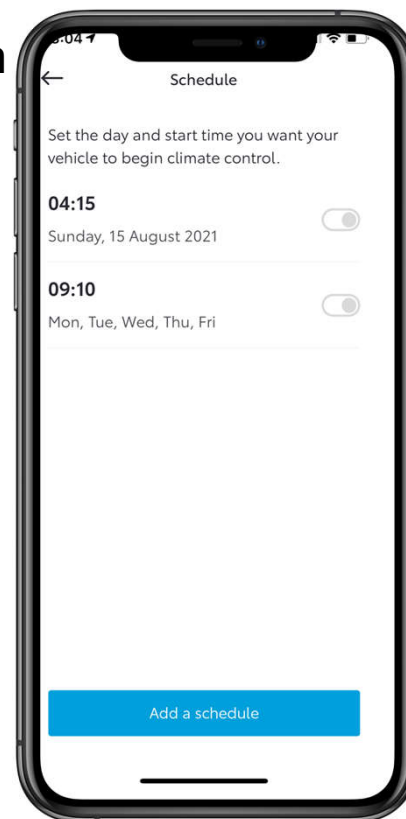 Schedule
Set the day and start time you want your
vehicle to begin climate control.
04:15
Sunday, 15 August 2021
09:10
Mon, Tue, Wed, Thu, Fri
Add a schedule